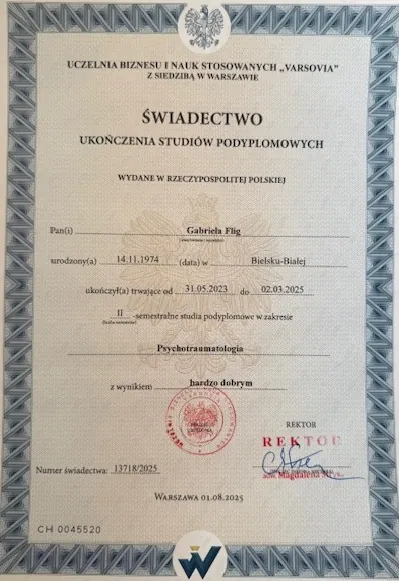 UCZELNIA BIZNESU I NAUK STOSOWANYCH „VARSOVIA”
Z SIEDZIBĄ W WARSZAWIE
ŚWIADECTWO
UKOŃCZENIA STUDIÓW PODYPLOMOWYCH
WYDANE W RZECZYPOSPOLITEJ POLSKIEJ
Pan(i) Gabriela Flig
urodzony(a) 14.11.1974 (data) w Bielsku-Białej
ukończył(a) trwające od 31.05.2023 do 02.03.2025
II -semestralne studia podyplomowe w zakresie
Psychotraumatologia
z wynikiem bardzo dobrym
REKTOR
REKTOR
Magdalena
Numer świadectwa: 13718/2025
WARSZAWA 01.08.2025
CH 0045520